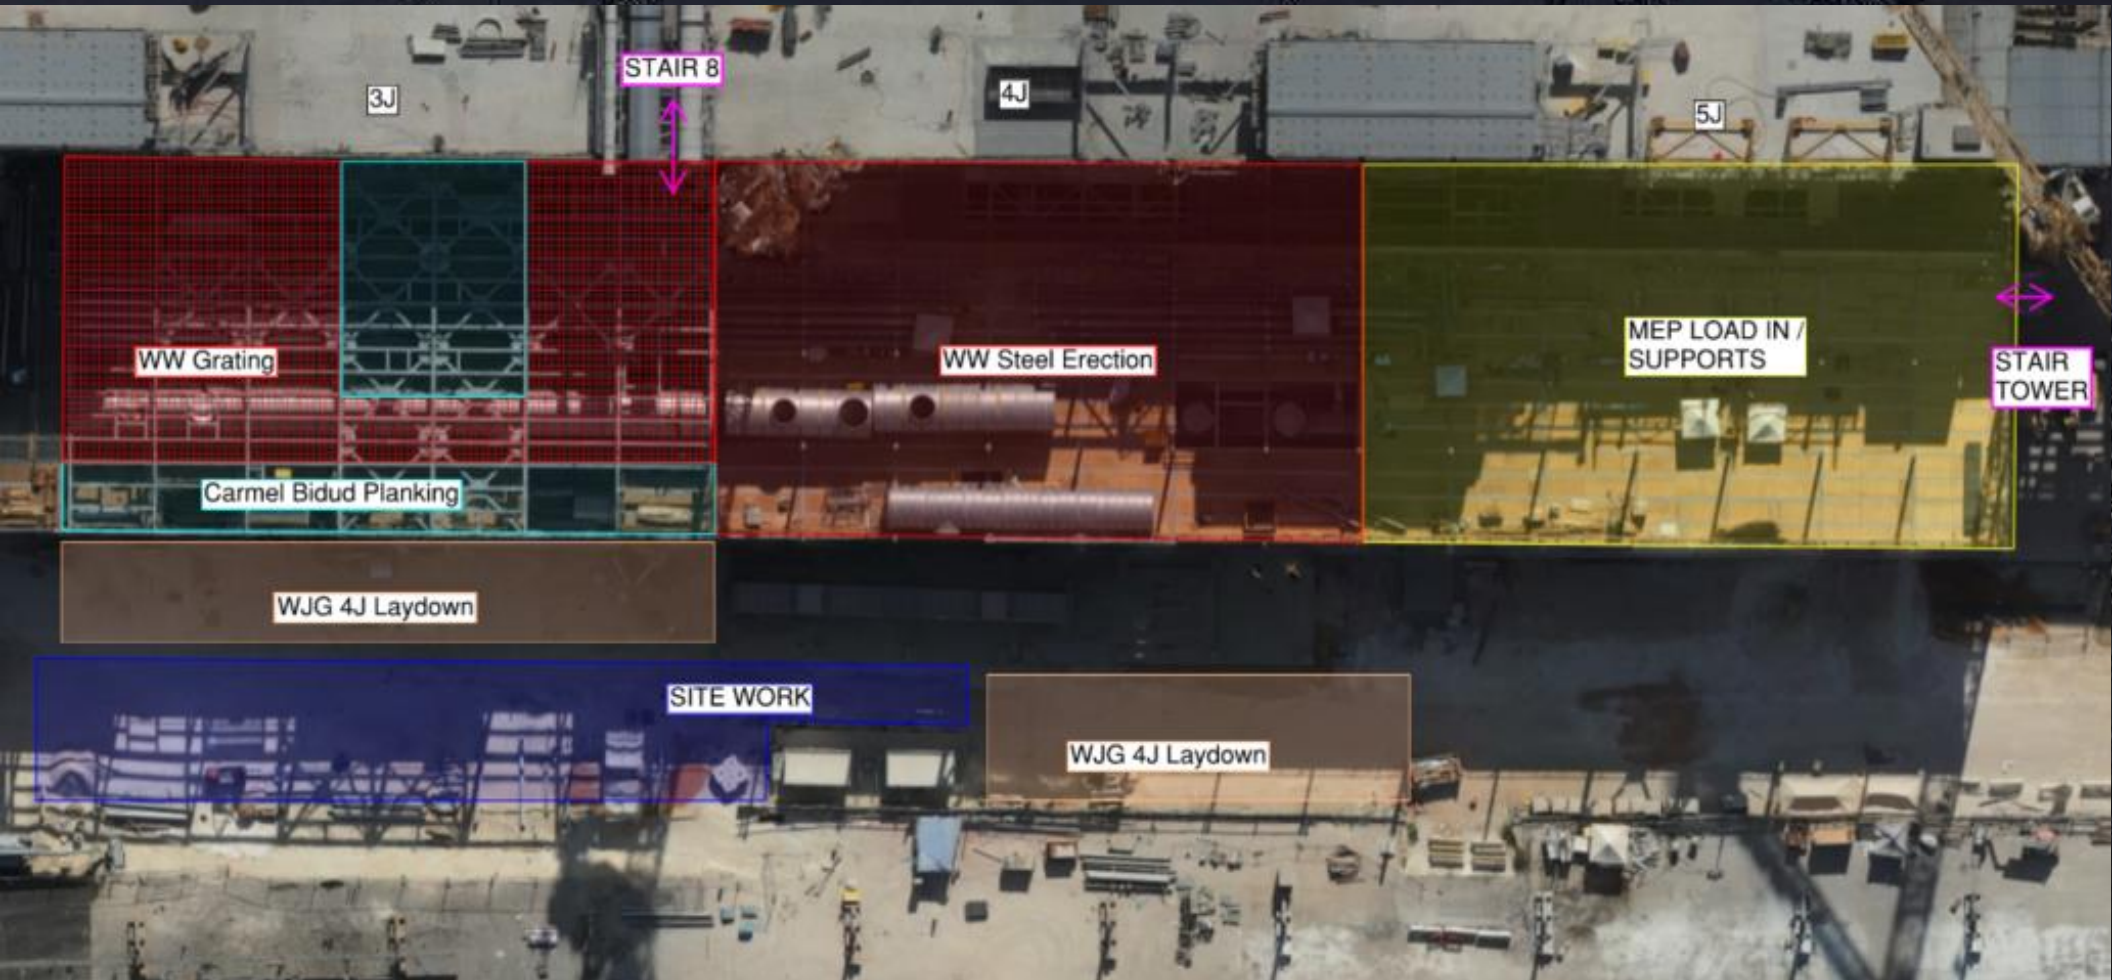 STAIR 8
3J
4J
5J
MEP LOAD IN /
SUPPORTS
WW Grating
WW Steel Erection
STAIR
TOWER
Carmel Bidud Planking
WJG 4J Laydown
SITE WORK
WJG 4J Laydown